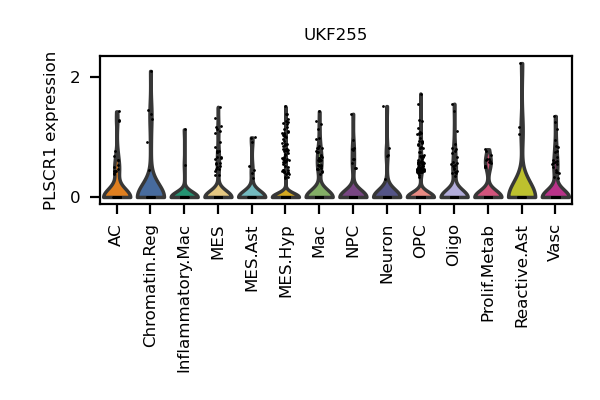 UKF255
PLSCR1 expression
2
0
AC
Chromatin.Reg
Inflammatory.Mac
MES
MES.Ast
MES.Hyp
Mac
NPC
Neuron
OPC
Oligo
Prolif.Metab
Reactive.Ast
Vasc